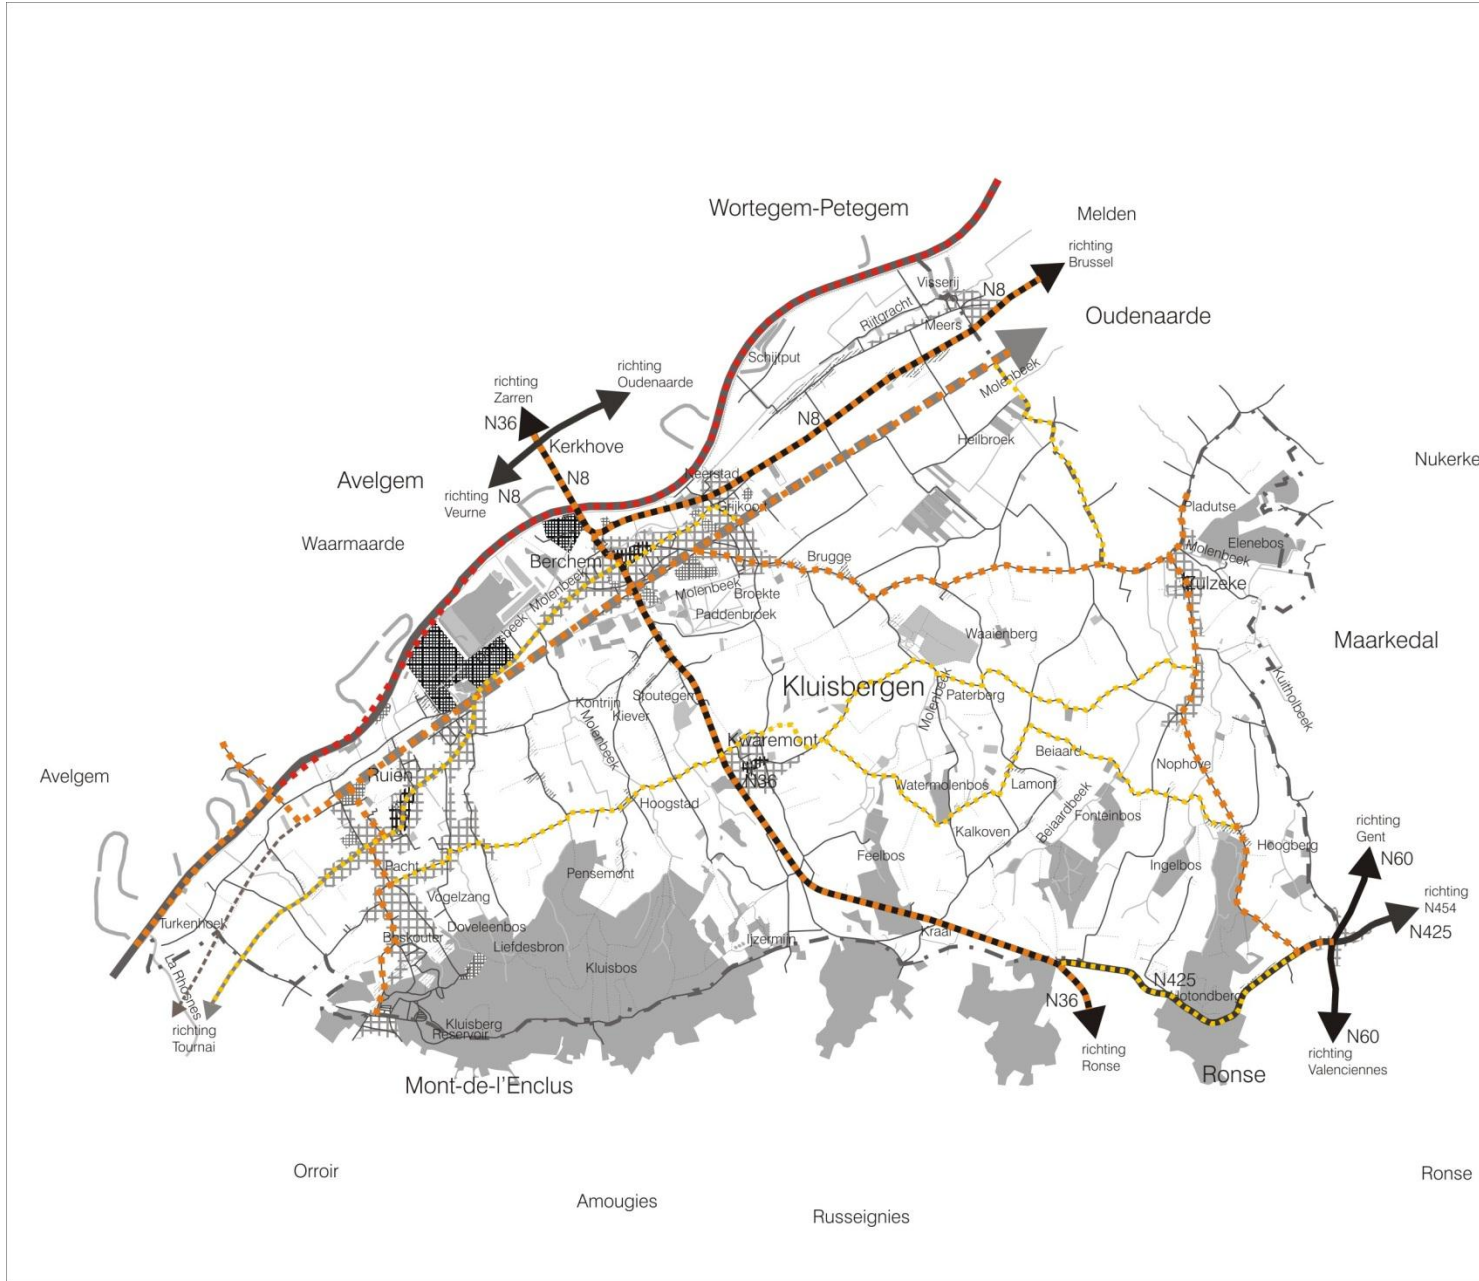 Wortegem-Petegem
Melden
richting
Brussel
Visserij
N8
Rijtgracht
Meers
Oudenaarde
Schijtput
Molenbeek
richting
Oudenaarde
richting
Zarren
N36
Kerkhove
N8
Heilbroek
Avelgem
N8
Neerstad
Nukerke
richting
Veurne
N8
Grijkoort
Pladutse
Waarmaarde
Elenebos
Molenbeek
Berchem
Brugge
Zulzeke
Molenbeek
Molenbeek
Broekte
Paddenbroek
beek
Waaienberg
Maarkedal
Kluisbergen
Stoutegem
Paterberg
Kuitholbeek
Kontrijn
Kiever
Molenbeek
Molenbeek
Kwaremont
Beiaard
Nophove
Avelgem
Ruien
N36
Watermolenbos
Lamont
Hoogstad
Beiaardbeek
Fonteinbos
Kalkoven
richting
Gent
Hoogberg
N60
Feelbos
Ingelbos
Pacht
Pensemont
richting
N454
Vogelzang
N425
Turkenhoek
Doveleenbos
Kraai
Boskouter
Liefdesbron
Ijzermijn
La Rhosnes
Kluisbos
N425
Hotondberg
N36
Kluisberg
Reservoir
richting
Tournai
N60
richting
Ronse
richting
Valenciennes
Mont-de-l'Enclus
Ronse
Orroir
Ronse
Amougies
Russeignies